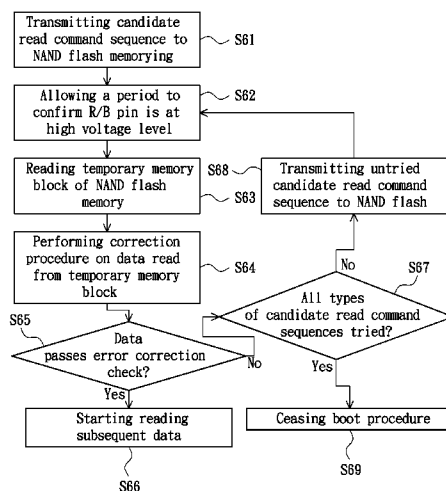 Transmitting candidate
read command sequence to
NAND flash memorying
S61
Allowing a period to
confirm R/B pin is at
high voltage level
S62
Reading temporary memory
block of NAND flash
memory
S63
Performing correction
procedure on data read
from temporary memory
block
S64
S65
Data
passes error correction
check?
No
Yes
Starting reading
subsequent data
S66
S68
Transmitting untried
candidate read command
sequence to NAND flash
No
S67
All types
of candidate read command
sequences tried?
Yes
Ceasing boot procedure
S69